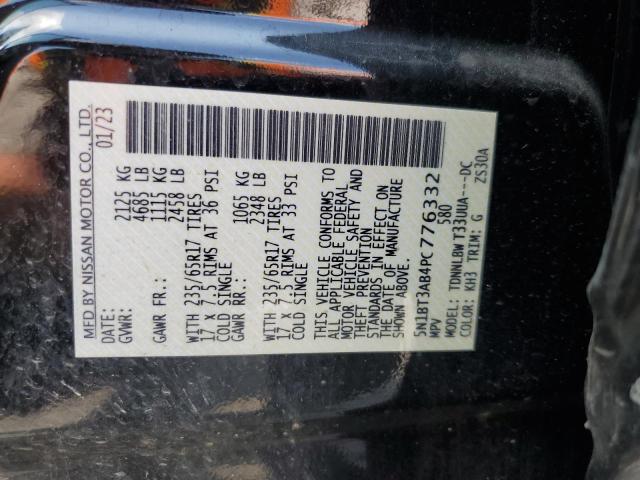 MFD BY NISSAN MOTOR CO., LTD.
DATE: 01/23
GVWR: 2125 KG
4685 LB
GAWR FR.: 1115 KG
2458 LB
WITH 235/65R17 TIRES
17 X 7.5 RIMS AT 36 PSI
COLD SINGLE
GAWR RR.: 1065 KG
2348 LB
WITH 235/65R17 TIRES
17 X 7.5 RIMS AT 33 PSI
COLD SINGLE
THIS VEHICLE CONFORMS TO
ALL APPLICABLE FEDERAL
MOTOR VEHICLE SAFETY AND
THEFT PREVENTION
STANDARDS IN EFFECT ON
THE DATE OF MANUFACTURE
SHOWN ABOVE.
5N1BT3AB4PC776332
MPV 580
MODEL: TDNNLBW T33UUA---DC
COLOR: KH3 TRIM: G ZS30A